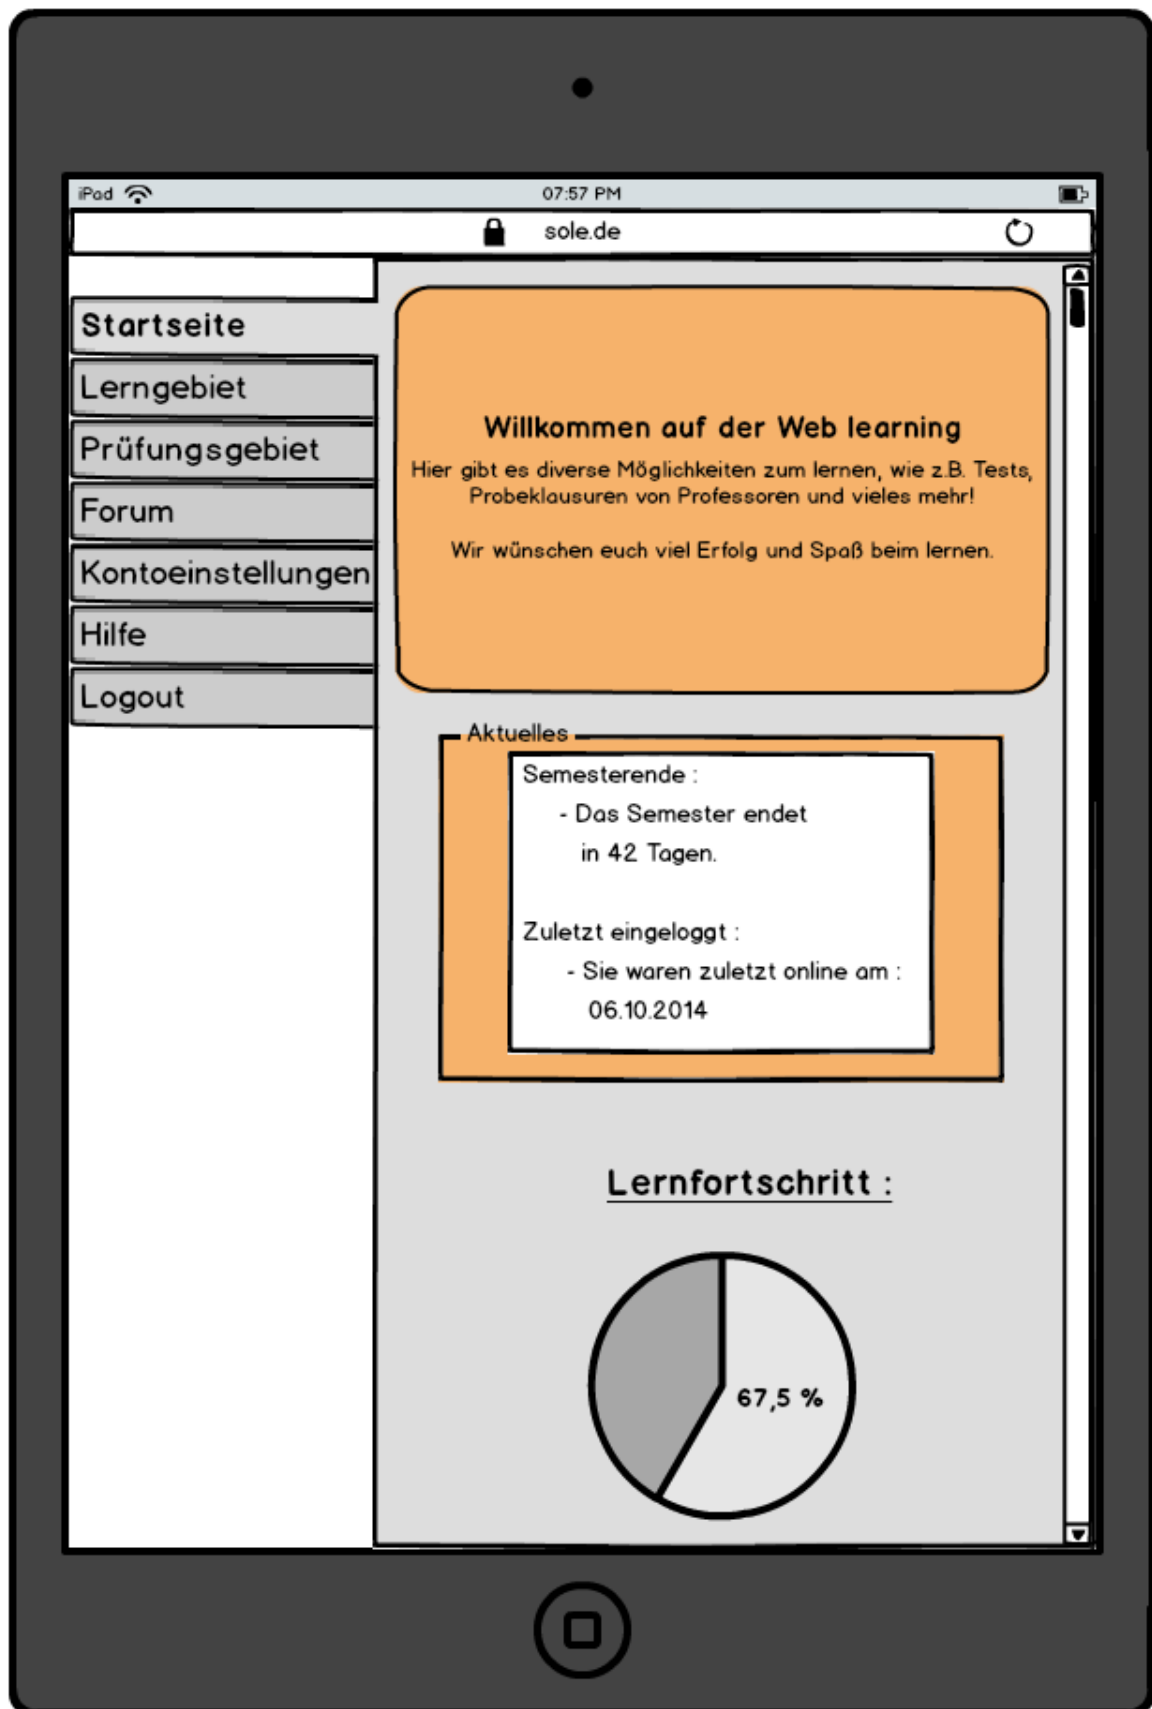 iPad
07:57 PM
sole.de
Startseite
Lerngebiet
Prüfungsgebiet
Forum
Kontoeinstellungen
Hilfe
Logout
Willkommen auf der Web learning
Hier gibt es diverse Möglichkeiten zum lernen, wie z.B. Tests,
Probeklausuren von Professoren und vieles mehr!
Wir wünschen euch viel Erfolg und Spaß beim lernen.
Aktuelles
Semesterende :
- Das Semester endet
in 42 Tagen.
Zuletzt eingeloggt :
- Sie waren zuletzt online am :
06.10.2014
Lernfortschritt :
67,5 %